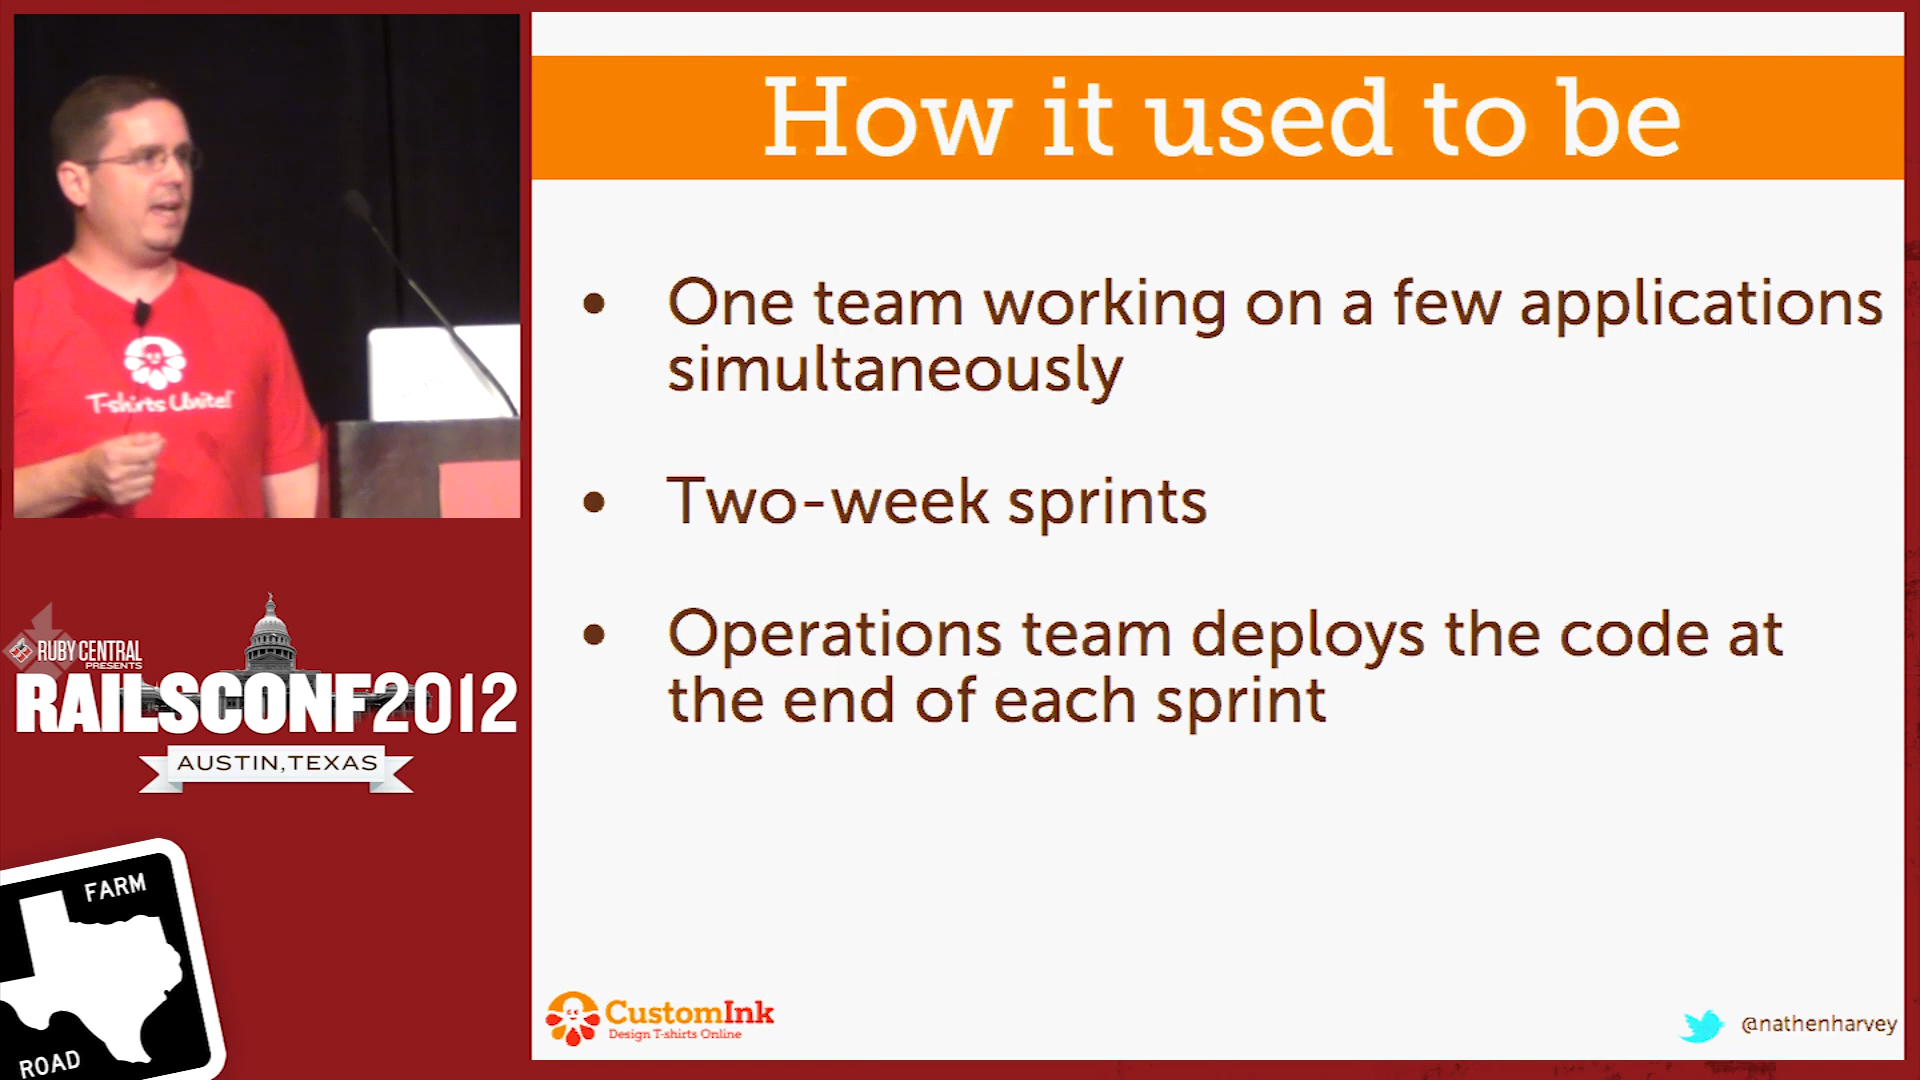 How it used to be
• One team working on a few applications
simultaneously
• Two-week sprints
• Operations team deploys the code at
the end of each sprint
CustomInk
Design T-shirts Online
@nathenharvey
T-shirts Unite!
RUBY CENTRAL
PRESENTS
RAILSCONF2012
AUSTIN, TEXAS
FARM
ROAD